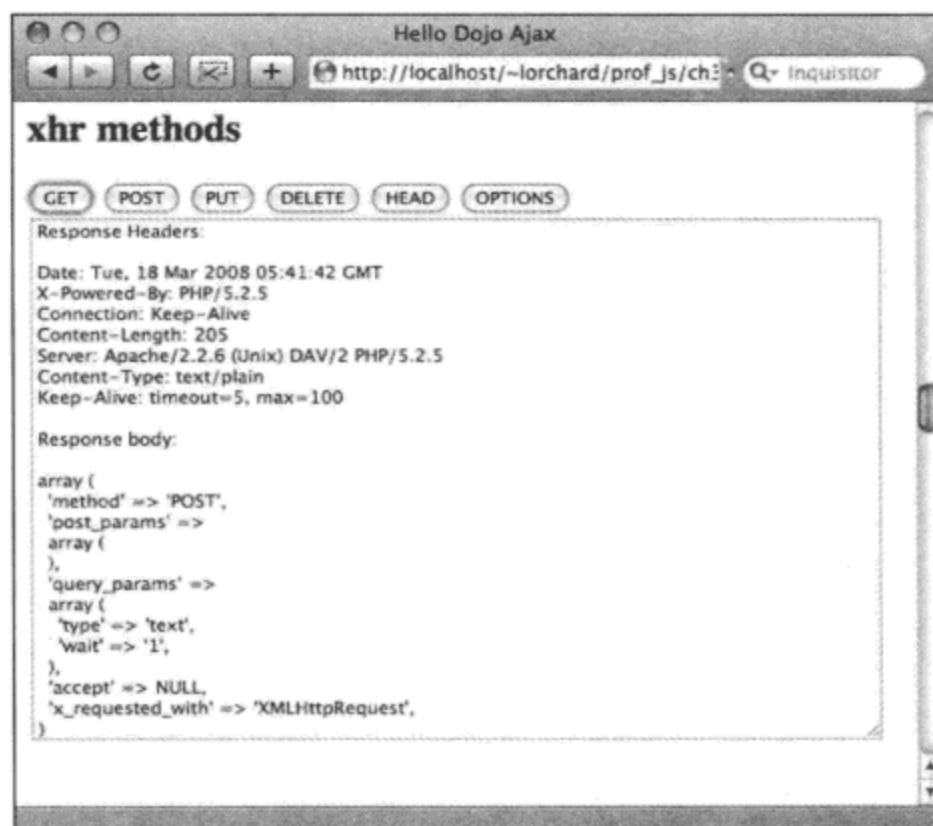 Hello Dojo Ajax
http://localhost/~lorchard/prof_js/ch3
Inquisitor
xhr methods
GET POST PUT DELETE HEAD OPTIONS
Response Headers:
Date: Tue, 18 Mar 2008 05:41:42 GMT
X-Powered-By: PHP/5.2.5
Connection: Keep-Alive
Content-Length: 205
Server: Apache/2.2.6 (Unix) DAV/2 PHP/5.2.5
Content-Type: text/plain
Keep-Alive: timeout=5, max=100
Response body:
array (
'method' => 'POST',
'post_params' =>
array (
),
'query_params' =>
array (
'type' => 'text',
'wait' => '1',
),
'accept' => NULL,
'x_requested_with' => 'XMLHttpRequest',
)